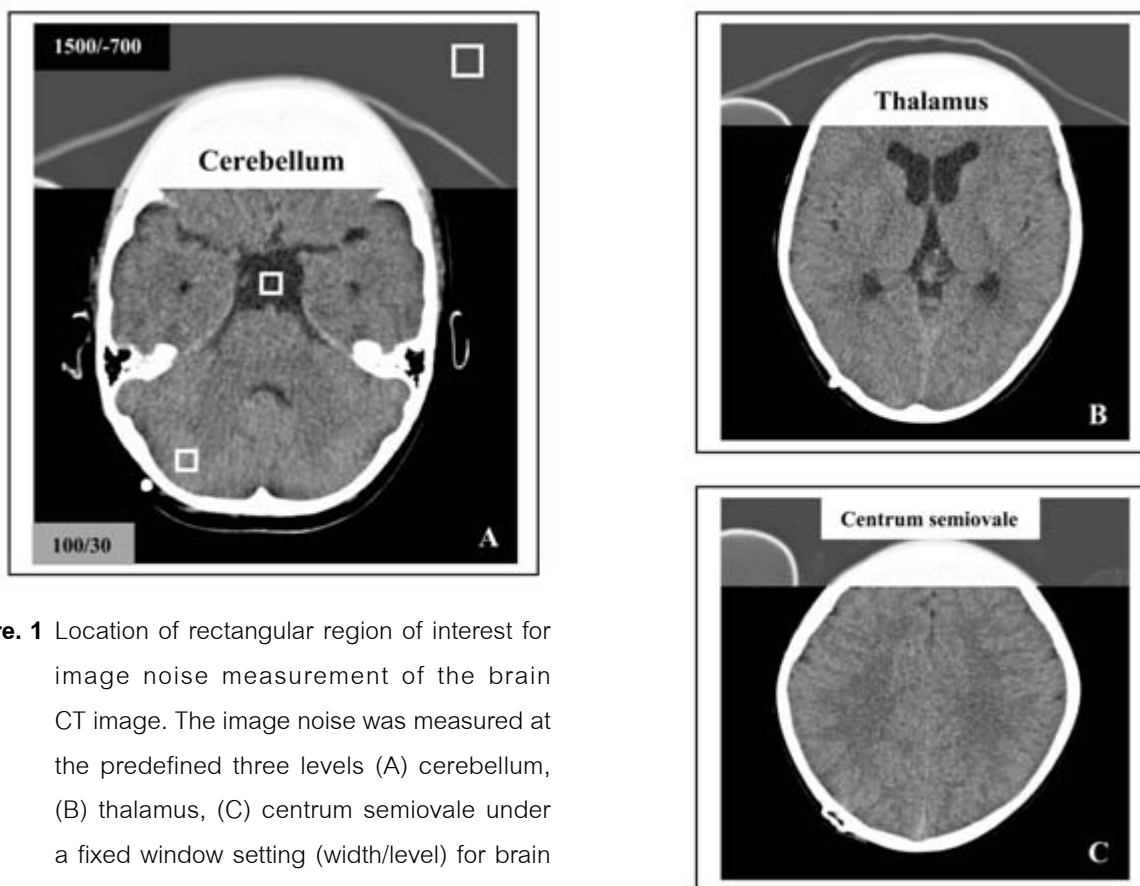 1500/-700
Cerebellum
100/30
A
Thalamus
B
Centrum semiovale
C
re. 1 Location of rectangular region of interest for
image noise measurement of the brain
CT image. The image noise was measured at
the predefined three levels (A) cerebellum,
(B) thalamus, (C) centrum semiovale under
a fixed window setting (width/level) for brain